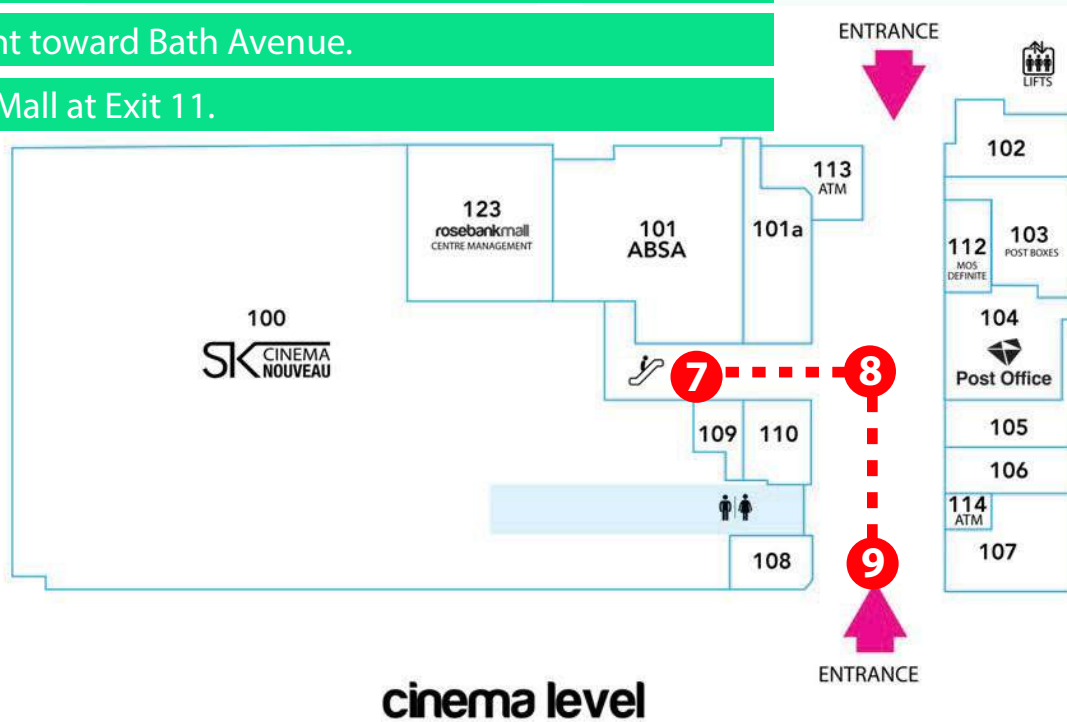 nt toward Bath Avenue.
Mall at Exit 11.
ENTRANCE
LIFTS
102
113
ATM
123
rosebankmall
CENTRE MANAGEMENT
101
ABSA
101a
112
MOS
DEFINITE
103
POST BOXES
100
SK CINEMA
NOUVEAU
104
Post Office
7
8
109
110
105
106
114
ATM
108
9
107
ENTRANCE
cinema level